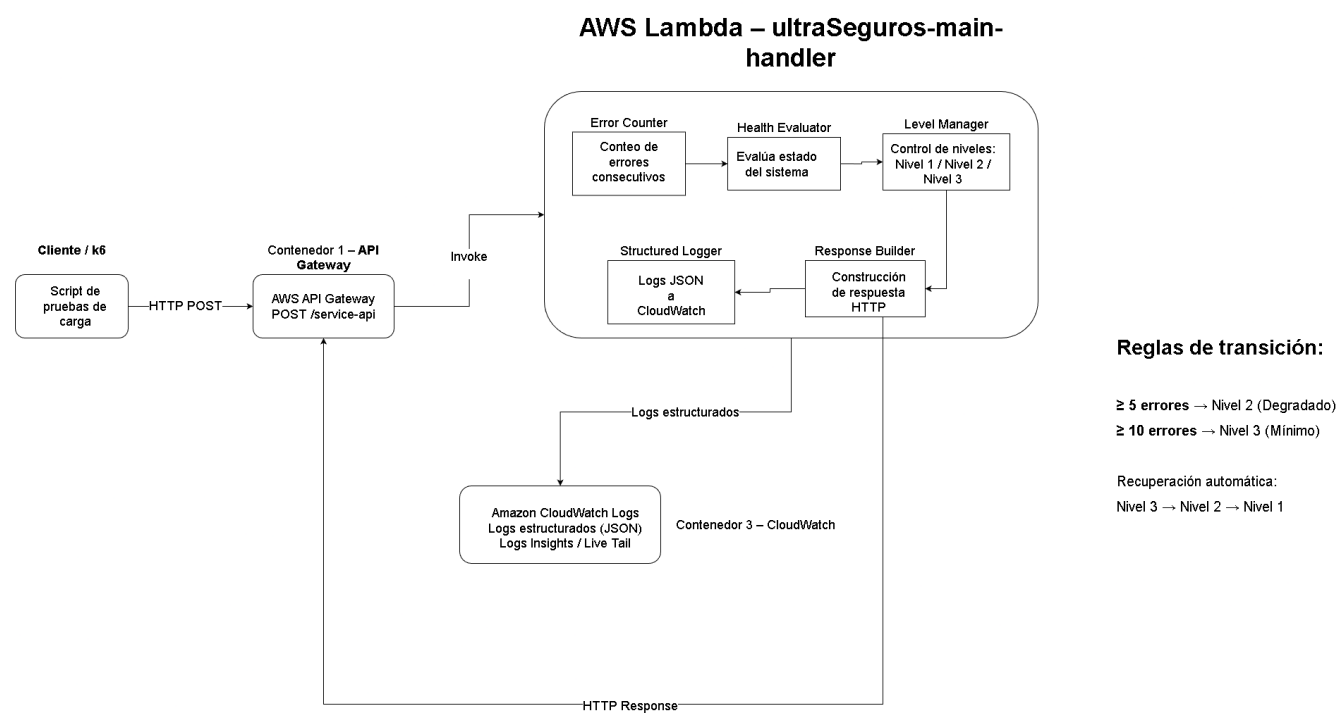 AWS Lambda – ultraSeguros-main-
handler
Error Counter
Conteo de
errores
consecutivos
Health Evaluator
Evalúa estado
del sistema
Level Manager
Control de niveles:
Nivel 1 / Nivel 2 /
Nivel 3
Cliente / k6
Script de
pruebas de
carga
HTTP POST
Contenedor 1 – API
Gateway
AWS API Gateway
POST /service-api
Invoke
Structured Logger
Logs JSON
a
CloudWatch
Response Builder
Construcción
de respuesta
HTTP
Logs estructurados
Amazon CloudWatch Logs
Logs estructurados (JSON)
Logs Insights / Live Tail
Contenedor 3 – CloudWatch
HTTP Response
Reglas de transición:
≥ 5 errores → Nivel 2 (Degradado)
≥ 10 errores → Nivel 3 (Mínimo)
Recuperación automática:
Nivel 3 → Nivel 2 → Nivel 1